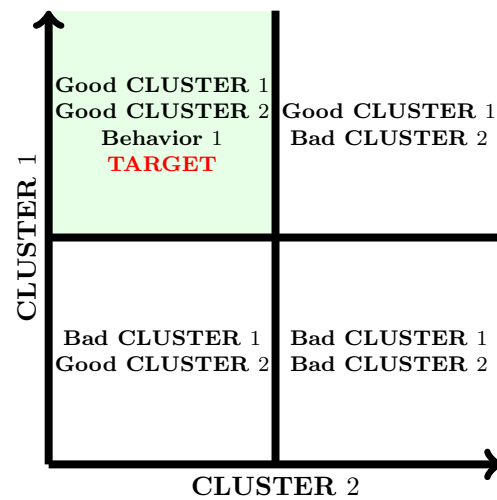 Good CLUSTER 1
Good CLUSTER 2
Behavior 1
TARGET
Good CLUSTER 1
Bad CLUSTER 2
CLUSTER 1
Bad CLUSTER 1
Good CLUSTER 2
Bad CLUSTER 1
Bad CLUSTER 2
CLUSTER 2